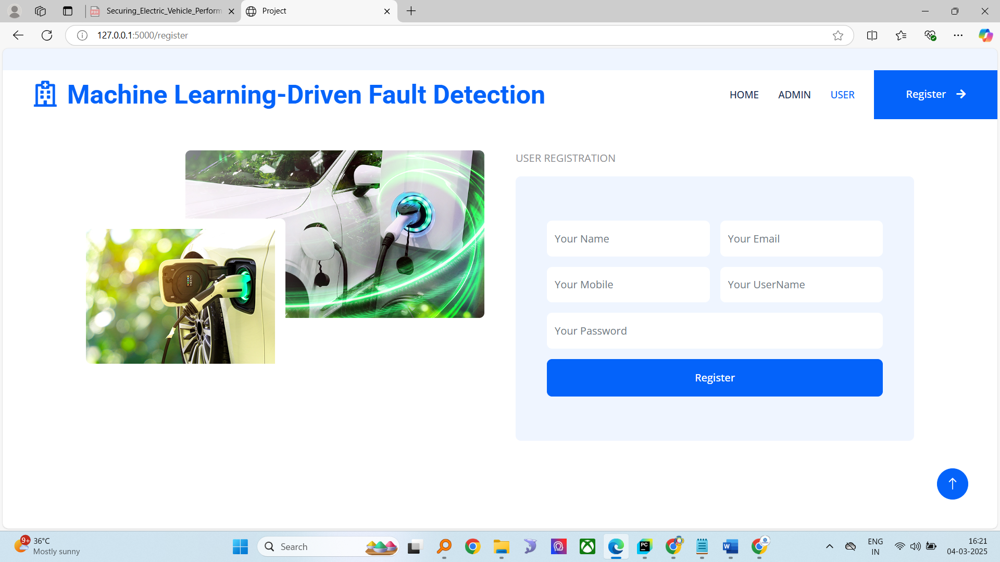 Securing_Electric_Vehicle_Perform
Project
127.0.0.1:5000/register
Machine Learning-Driven Fault Detection
HOME
ADMIN
USER
Register
USER REGISTRATION
Your Name
Your Email
Your Mobile
Your UserName
Your Password
Register
EV
9+
36°C
Mostly sunny
Search
PC
W
ENG
IN
16:21
04-03-2025